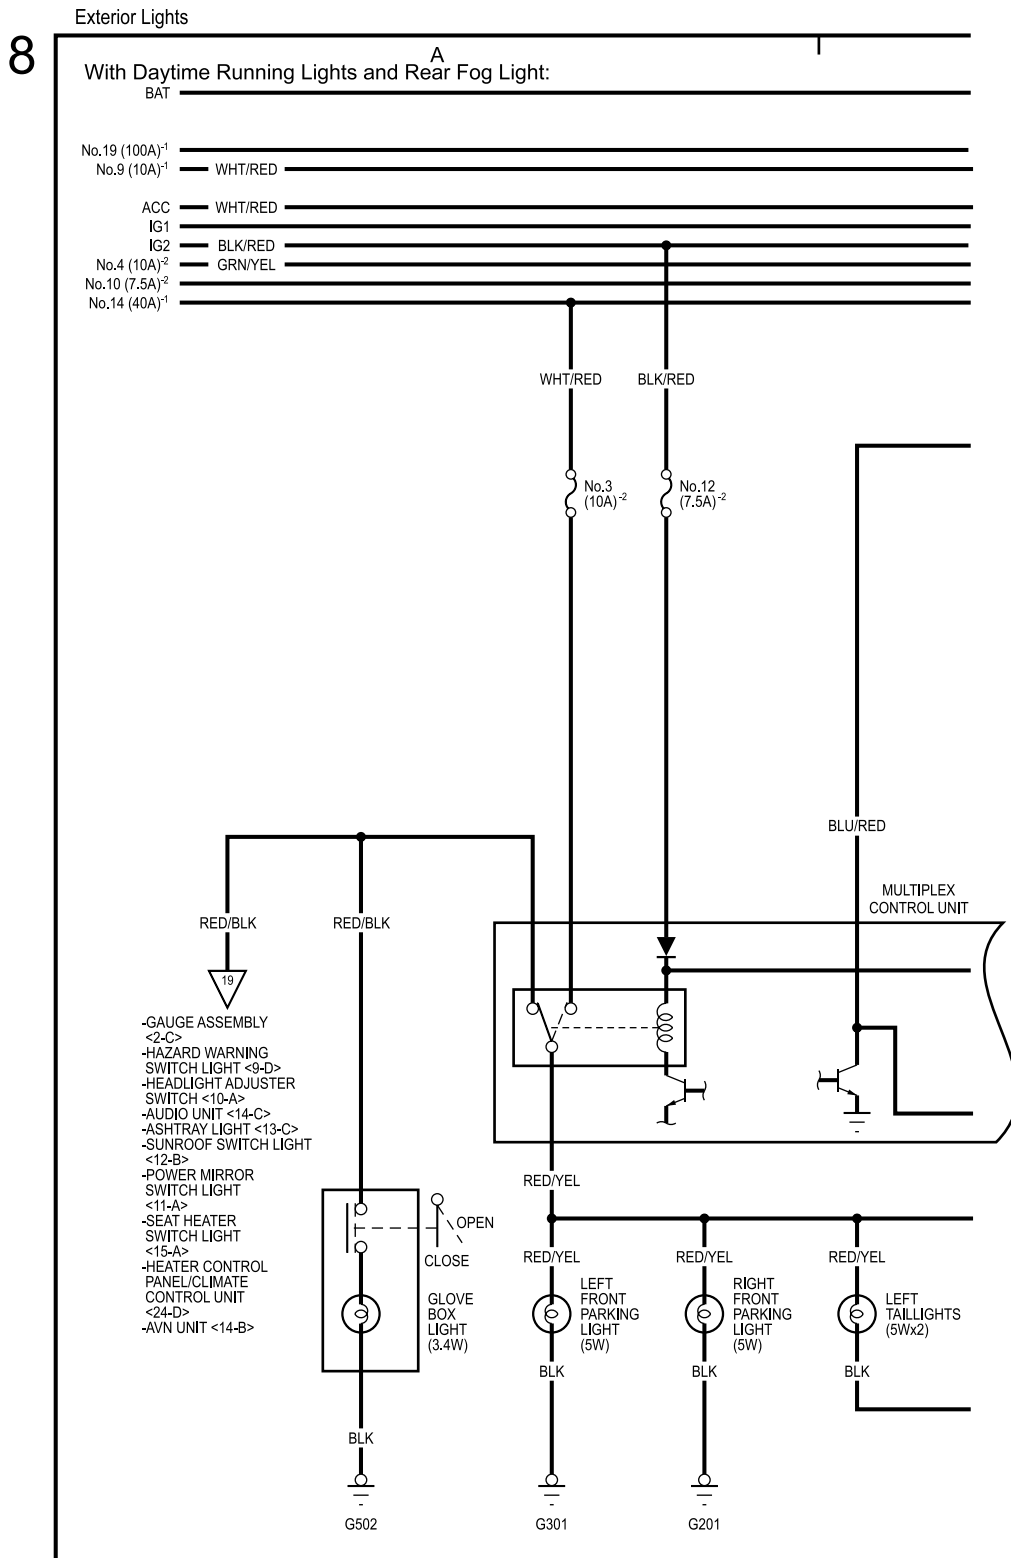 Exterior Lights
8
A
With Daytime Running Lights and Rear Fog Light:
BAT
No.19 (100A)-1
No.9 (10A)-1 WHT/RED
ACC WHT/RED
IG1
IG2 BLK/RED
No.4 (10A)-2 GRN/YEL
No.10 (7.5A)-2
No.14 (40A)-1
WHT/RED BLK/RED
No.3
(10A)-2
No.12
(7.5A)-2
BLU/RED
MULTIPLEX
CONTROL UNIT
RED/BLK RED/BLK
19
-GAUGE ASSEMBLY
<2-C>
-HAZARD WARNING
SWITCH LIGHT <9-D>
-HEADLIGHT ADJUSTER
SWITCH <10-A>
-AUDIO UNIT <14-C>
-ASHTRAY LIGHT <13-C>
-SUNROOF SWITCH LIGHT
<12-B>
-POWER MIRROR
SWITCH LIGHT
<11-A>
-SEAT HEATER
SWITCH LIGHT
<15-A>
-HEATER CONTROL
PANEL/CLIMATE
CONTROL UNIT
<24-D>
-AVN UNIT <14-B>
RED/YEL
OPEN
CLOSE
RED/YEL RED/YEL RED/YEL
GLOVE
BOX
LIGHT
(3.4W)
LEFT
FRONT
PARKING
LIGHT
(5W)
RIGHT
FRONT
PARKING
LIGHT
(5W)
LEFT
TAILLIGHTS
(5Wx2)
BLK BLK BLK
BLK
G502 G301 G201